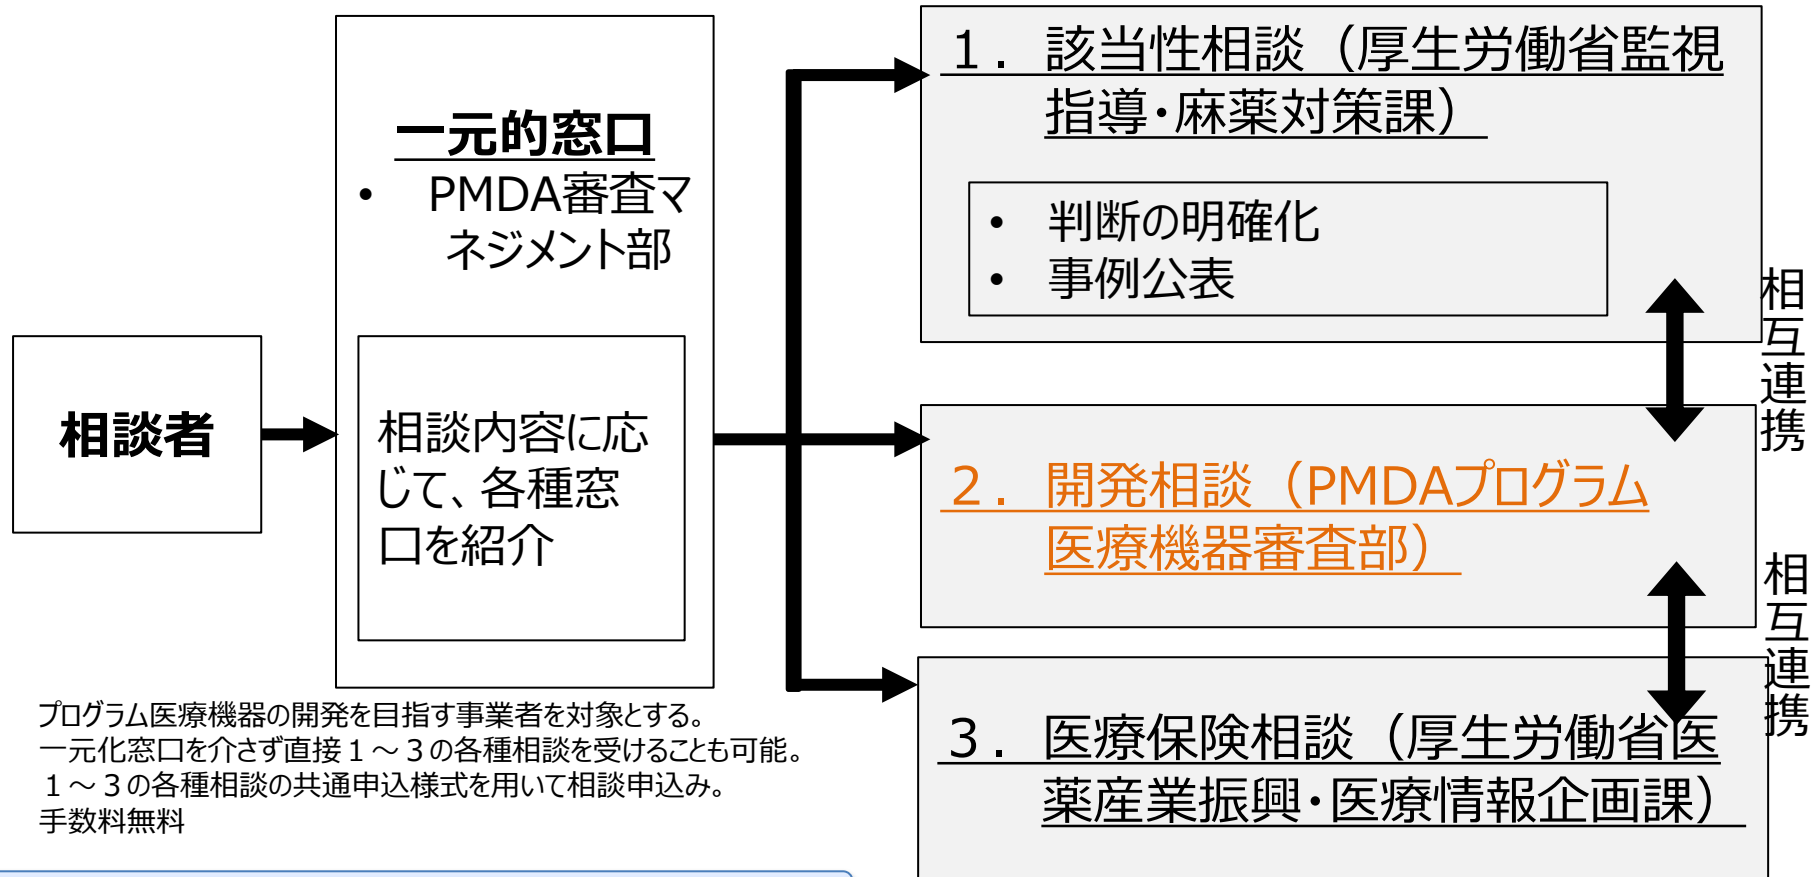 相談者
一元的窓口
• PMDA審査マ
ネジメント部
相談内容に応
じて、各種窓
口を紹介
１．該当性相談（厚生労働省監視
指導・麻薬対策課）
• 判断の明確化
• 事例公表
相互連携
２．開発相談（PMDAプログラム
医療機器審査部）
相互連携
３．医療保険相談（厚生労働省医
薬産業振興・医療情報企画課）
プログラム医療機器の開発を目指す事業者を対象とする。
一元化窓口を介さず直接１～３の各種相談を受けることも可能。
１～３の各種相談の共通申込様式を用いて相談申込み。
手数料無料